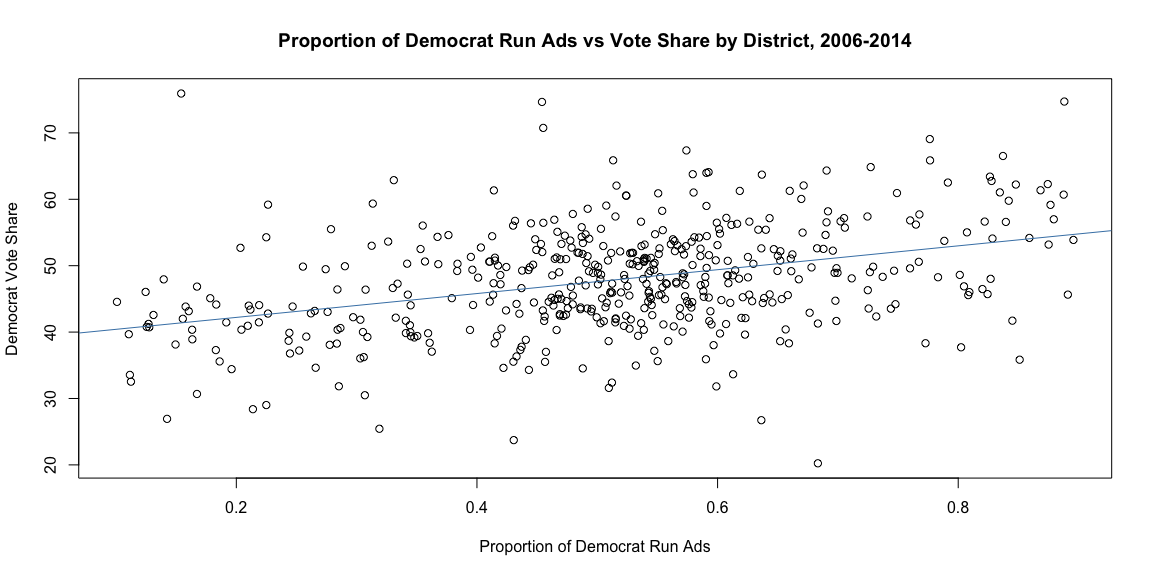 Proportion of Democrat Run Ads vs Vote Share by District, 2006-2014
Democrat Vote Share
70
60
50
40
30
20
0.2 0.4 0.6 0.8
Proportion of Democrat Run Ads